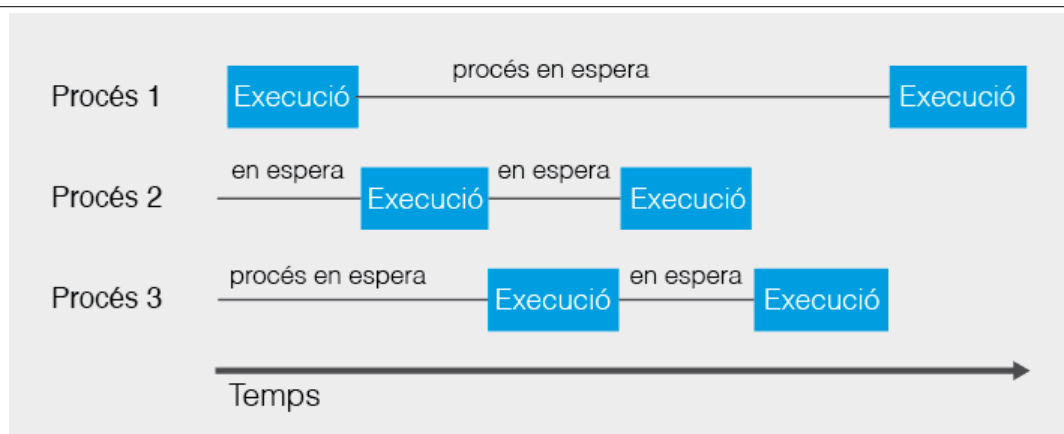 procés en espera
Procés 1 Execució Execució
en espera en espera
Procés 2 Execució Execució
procés en espera en espera
Procés 3 Execució Execució
Temps